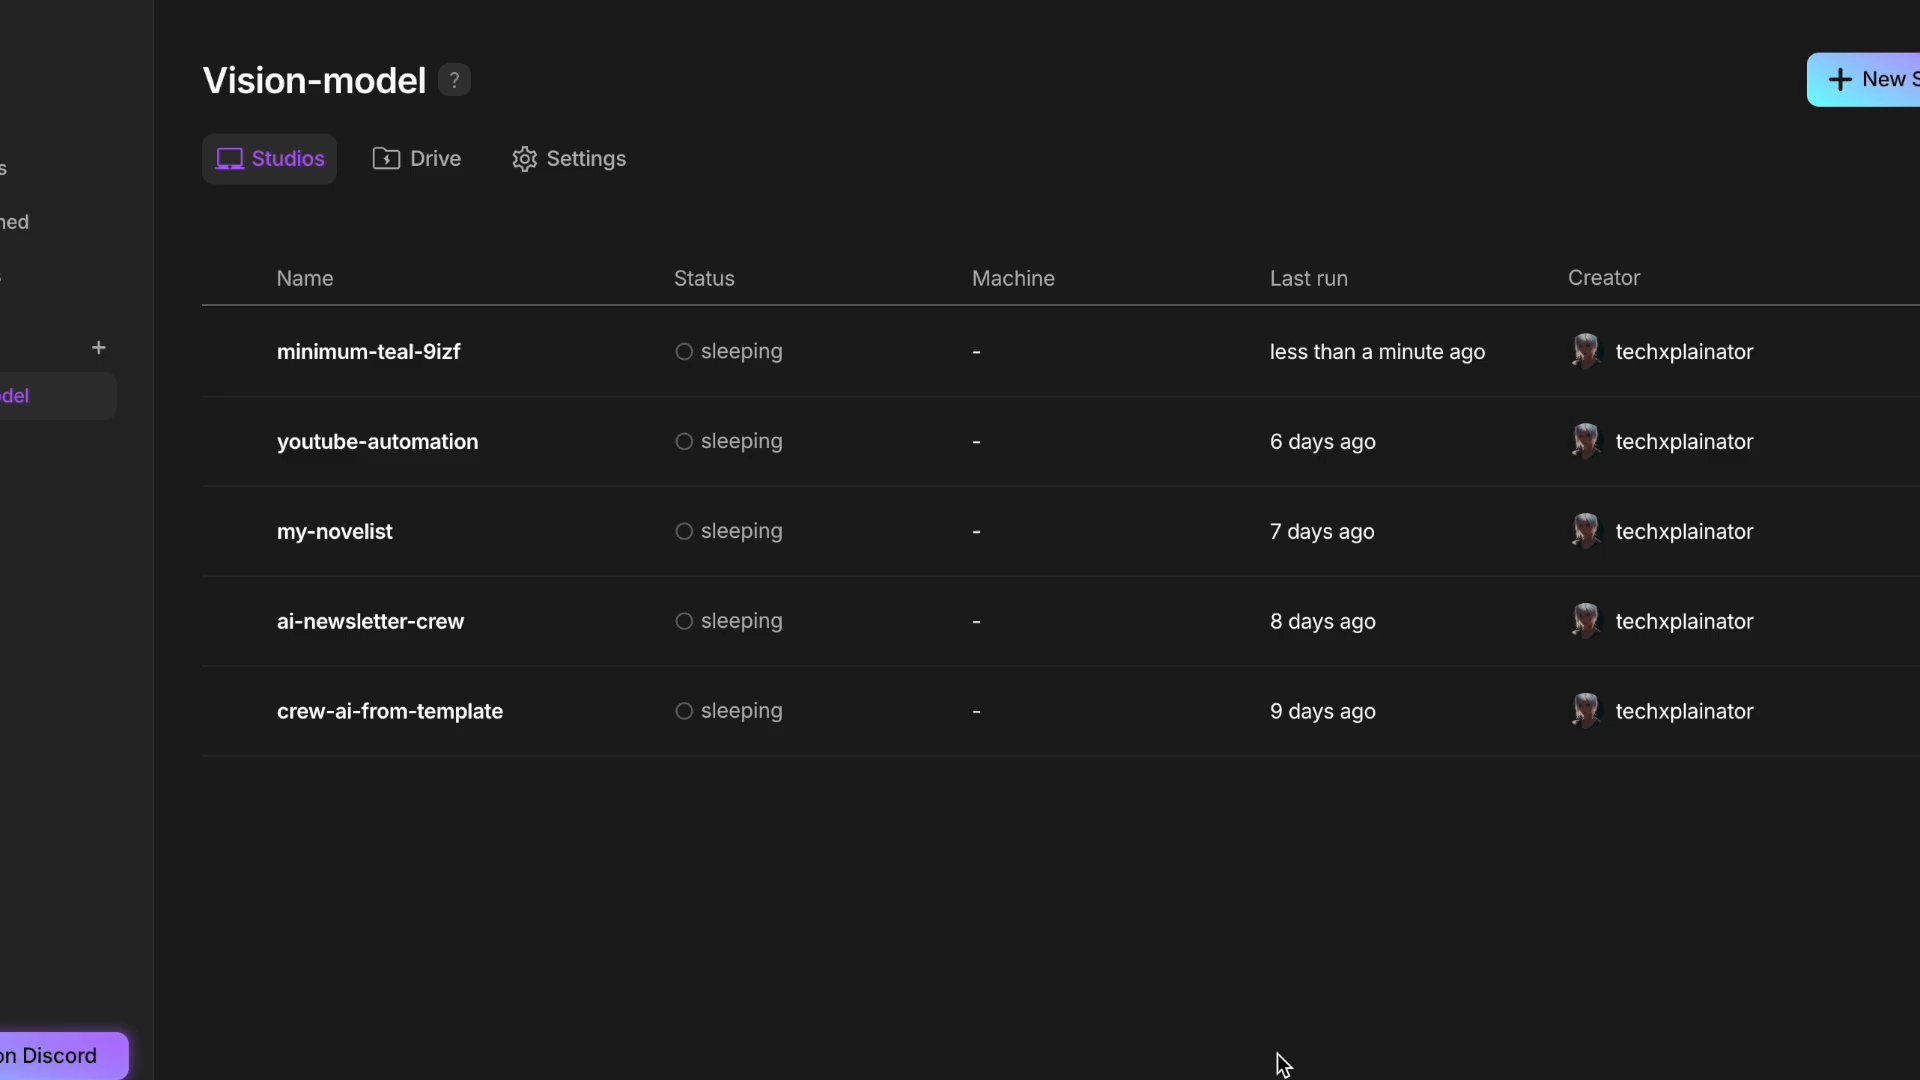 Vision-model ?
+ New S
Studios Drive Settings
s
ned
Name Status Machine Last run Creator
minimum-teal-9izf sleeping - less than a minute ago techxplainator
+
odel
youtube-automation sleeping - 6 days ago techxplainator
my-novelist sleeping - 7 days ago techxplainator
ai-newsletter-crew sleeping - 8 days ago techxplainator
crew-ai-from-template sleeping - 9 days ago techxplainator
on Discord